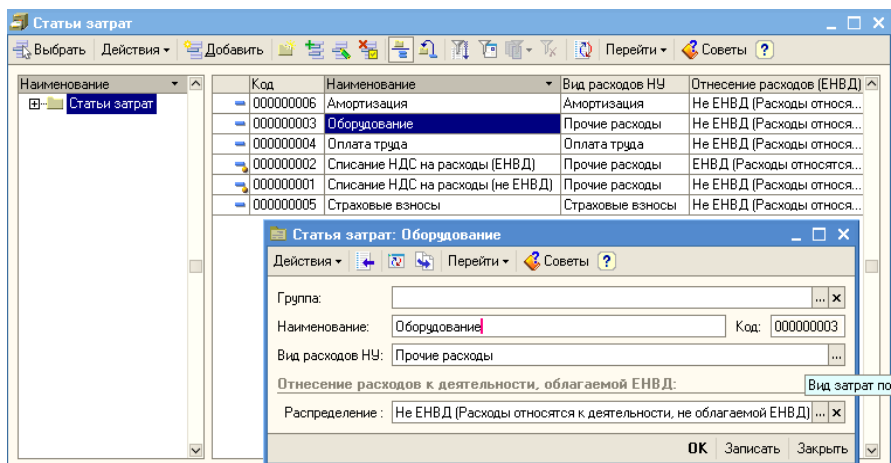 Статьи затрат
Выбрать Действия Добавить Перейти Советы ?
Наименование Код Наименование Вид расходов НУ Отнесение расходов (ЕНВД)
Статьи затрат 000000006 Амортизация Амортизация Не ЕНВД (Расходы относя...
000000003 Оборудование Прочие расходы Не ЕНВД (Расходы относя...
000000004 Оплата труда Оплата труда Не ЕНВД (Расходы относя...
000000002 Списание НДС на расходы (ЕНВД) Прочие расходы ЕНВД (Расходы относятся...
000000001 Списание НДС на расходы (не ЕНВД) Прочие расходы Не ЕНВД (Расходы относя...
000000005 Страховые взносы Страховые взносы Не ЕНВД (Расходы относя...
Статья затрат: Оборудование
Действия Перейти Советы ?
Группа: ...
Наименование: Оборудование Код: 000000003
Вид расходов НУ: Прочие расходы ...
Отнесение расходов к деятельности, облагаемой ЕНВД: Вид затрат по
Распределение : Не ЕНВД (Расходы относятся к деятельности, не облагаемой ЕНВД) ...
OK Записать Закрыть